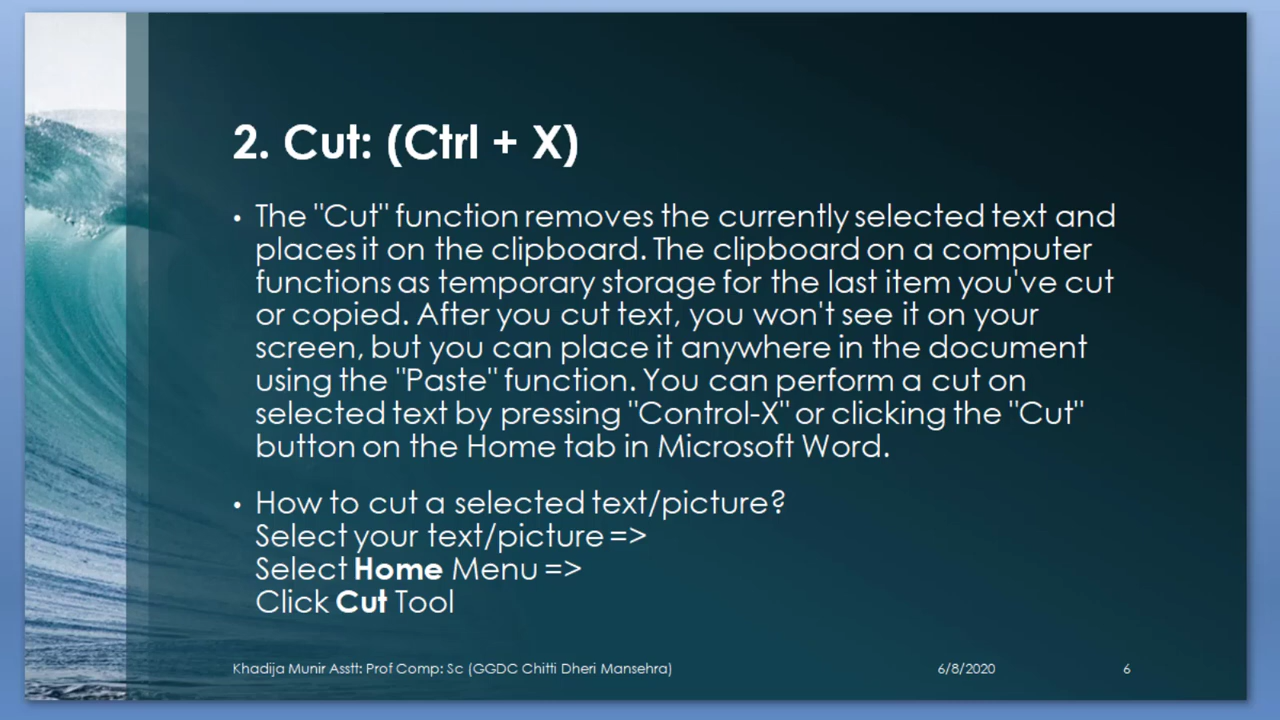 2. Cut: (Ctrl + X)
• The "Cut" function removes the currently selected text and
places it on the clipboard. The clipboard on a computer
functions as temporary storage for the last item you've cut
or copied. After you cut text, you won't see it on your
screen, but you can place it anywhere in the document
using the "Paste" function. You can perform a cut on
selected text by pressing "Control-X" or clicking the "Cut"
button on the Home tab in Microsoft Word.
• How to cut a selected text/picture?
Select your text/picture =>
Select Home Menu =>
Click Cut Tool
Khadija Munir Asstt: Prof Comp: Sc (GGDC Chitti Dheri Mansehra) 6/8/2020 6